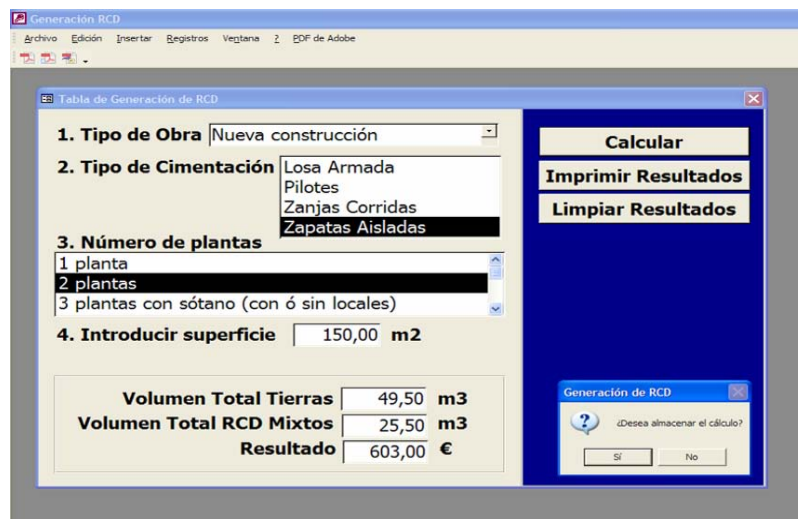 Generación RCD
Archivo Edición Insertar Registros Ventana ? PDF de Adobe
Tabla de Generación de RCD
1. Tipo de Obra Nueva construcción
2. Tipo de Cimentación Losa Armada
Pilotes
Zanjas Corridas
Zapatas Aisladas
3. Número de plantas
1 planta
2 plantas
3 plantas con sótano (con ó sin locales)
4. Introducir superficie 150,00 m2
Volumen Total Tierras 49,50 m3
Volumen Total RCD Mixtos 25,50 m3
Resultado 603,00 €
Calcular
Imprimir Resultados
Limpiar Resultados
Generación de RCD
¿Desea almacenar el cálculo?
Sí No